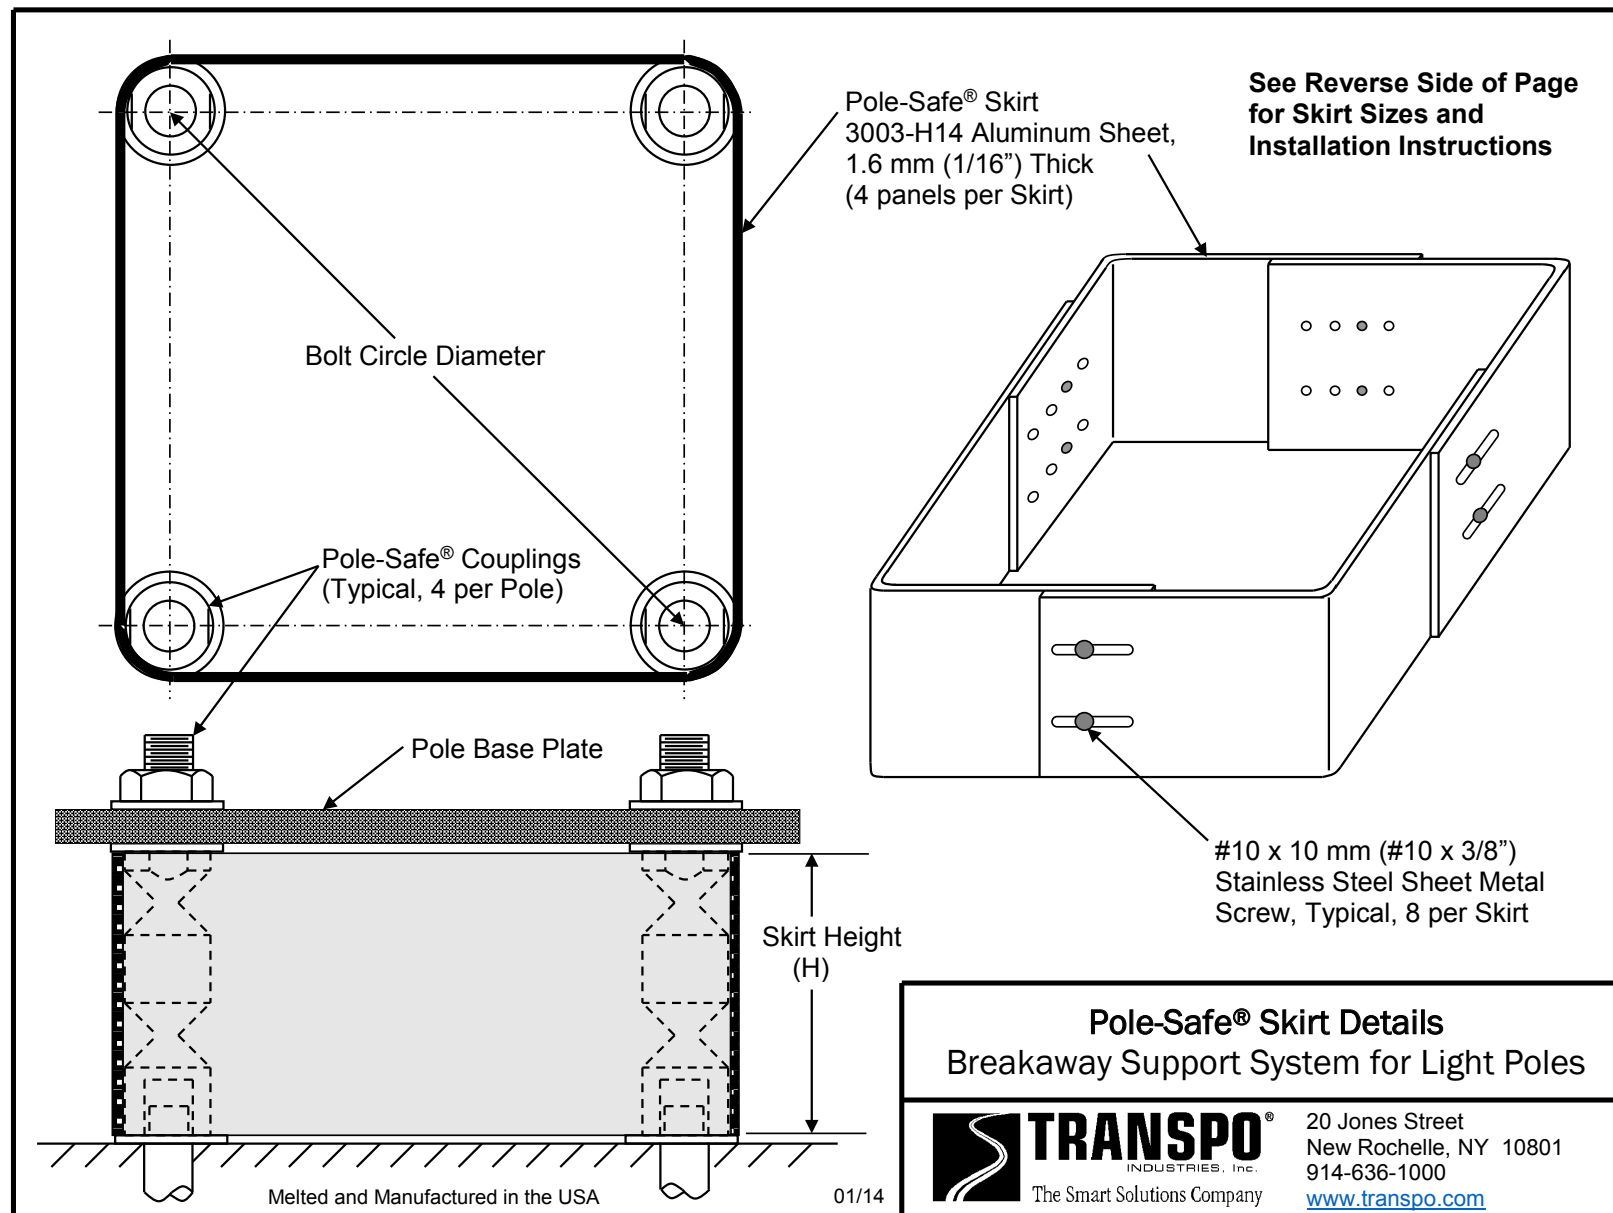 See Reverse Side of Page
for Skirt Sizes and
Installation Instructions
Pole-Safe® Skirt
3003-H14 Aluminum Sheet,
1.6 mm (1/16”) Thick
(4 panels per Skirt)
Bolt Circle Diameter
Pole-Safe® Couplings
(Typical, 4 per Pole)
Pole Base Plate
Skirt Height
(H)
#10 x 10 mm (#10 x 3/8”)
Stainless Steel Sheet Metal
Screw, Typical, 8 per Skirt
Melted and Manufactured in the USA
01/14
Pole-Safe® Skirt Details
Breakaway Support System for Light Poles
TRANSPO®
INDUSTRIES, Inc.
The Smart Solutions Company
20 Jones Street
New Rochelle, NY 10801
914-636-1000
www.transpo.com